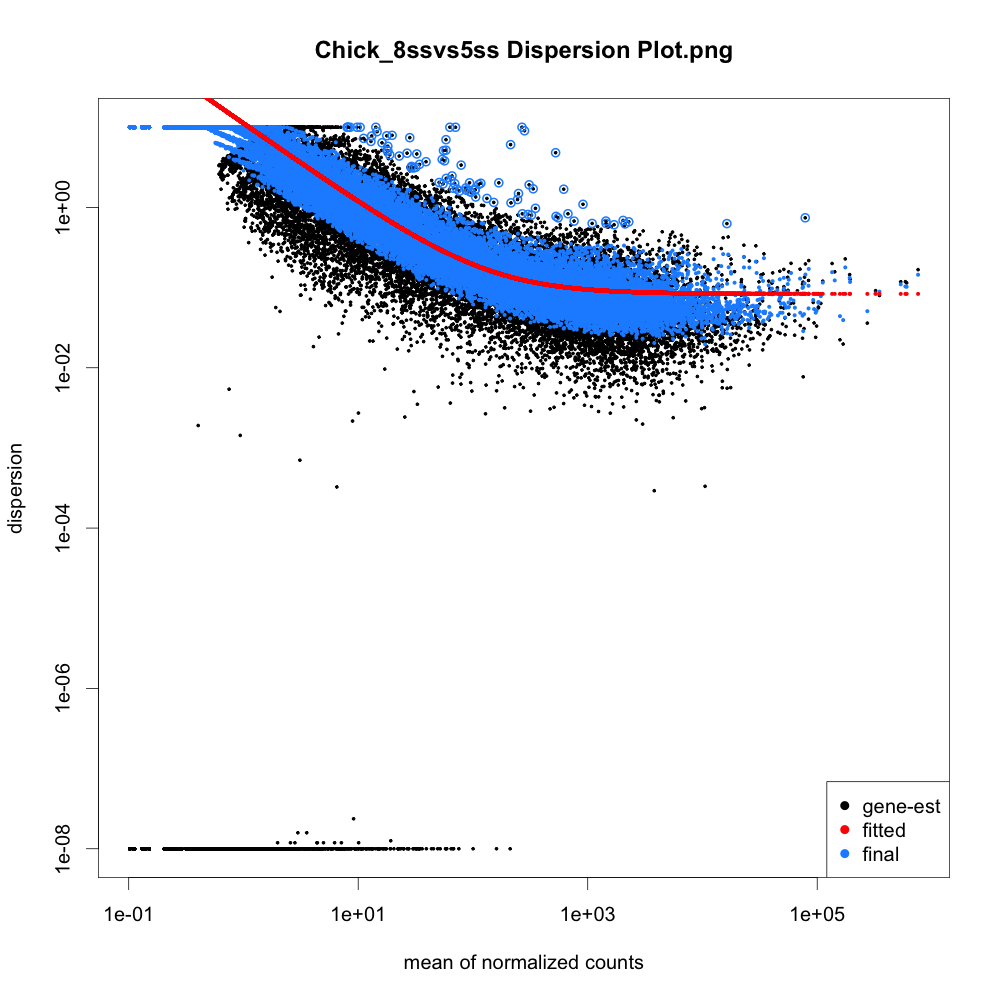 Chick_8ssvs5ss Dispersion Plot.png
dispersion
1e+00
1e-02
1e-04
1e-06
1e-08
gene-est
fitted
final
1e-01
1e+01
1e+03
1e+05
mean of normalized counts